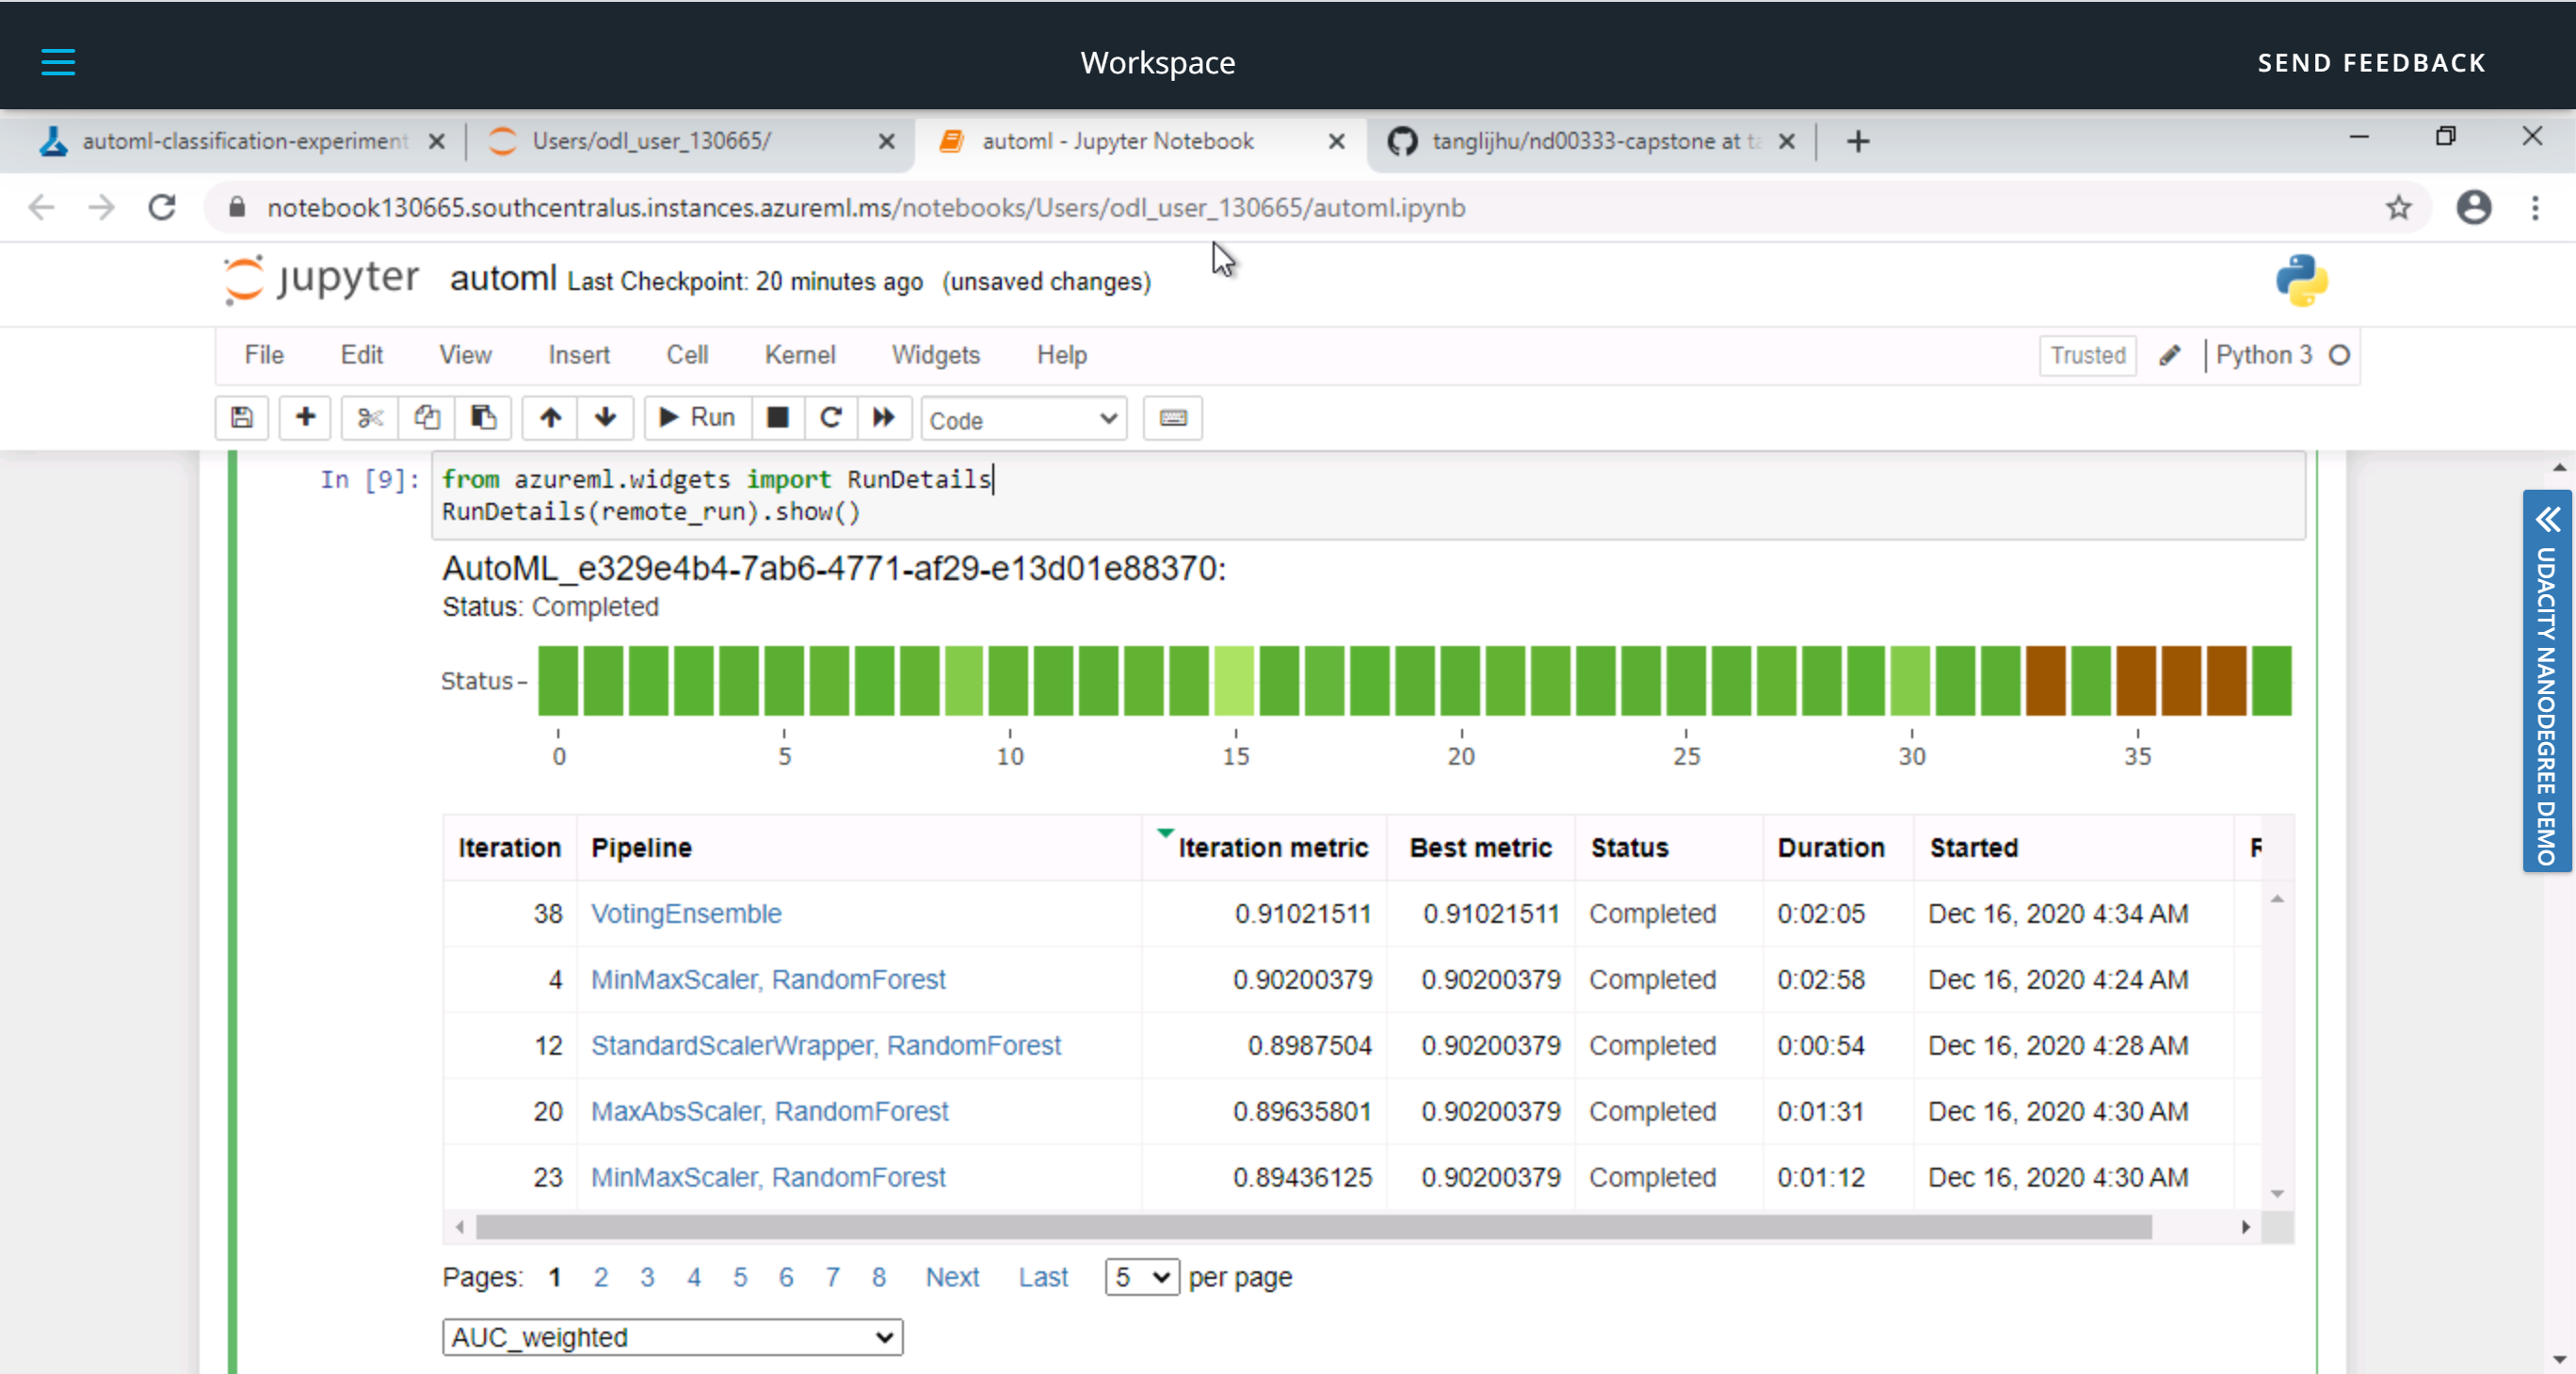 Workspace
SEND FEEDBACK
automl-classification-experiment
Users/odl_user_130665/
automl - Jupyter Notebook
tanglijhu/nd00333-capstone at
notebook130665.southcentralus.instances.azureml.ms/notebooks/Users/odl_user_130665/automl.ipynb
jupyter automl Last Checkpoint: 20 minutes ago (unsaved changes)
File Edit View Insert Cell Kernel Widgets Help Trusted Python 3
Run Code
In [9]: from azureml.widgets import RunDetails
RunDetails(remote_run).show()
AutoML_e329e4b4-7ab6-4771-af29-e13d01e88370:
Status: Completed
Status
0 5 10 15 20 25 30 35
Iteration Pipeline Iteration metric Best metric Status Duration Started
38 VotingEnsemble 0.91021511 0.91021511 Completed 0:02:05 Dec 16, 2020 4:34 AM
4 MinMaxScaler, RandomForest 0.90200379 0.90200379 Completed 0:02:58 Dec 16, 2020 4:24 AM
12 StandardScalerWrapper, RandomForest 0.8987504 0.90200379 Completed 0:00:54 Dec 16, 2020 4:28 AM
20 MaxAbsScaler, RandomForest 0.89635801 0.90200379 Completed 0:01:31 Dec 16, 2020 4:30 AM
23 MinMaxScaler, RandomForest 0.89436125 0.90200379 Completed 0:01:12 Dec 16, 2020 4:30 AM
Pages: 1 2 3 4 5 6 7 8 Next Last 5 per page
AUC_weighted
UDACITY NANODEGREE DEMO